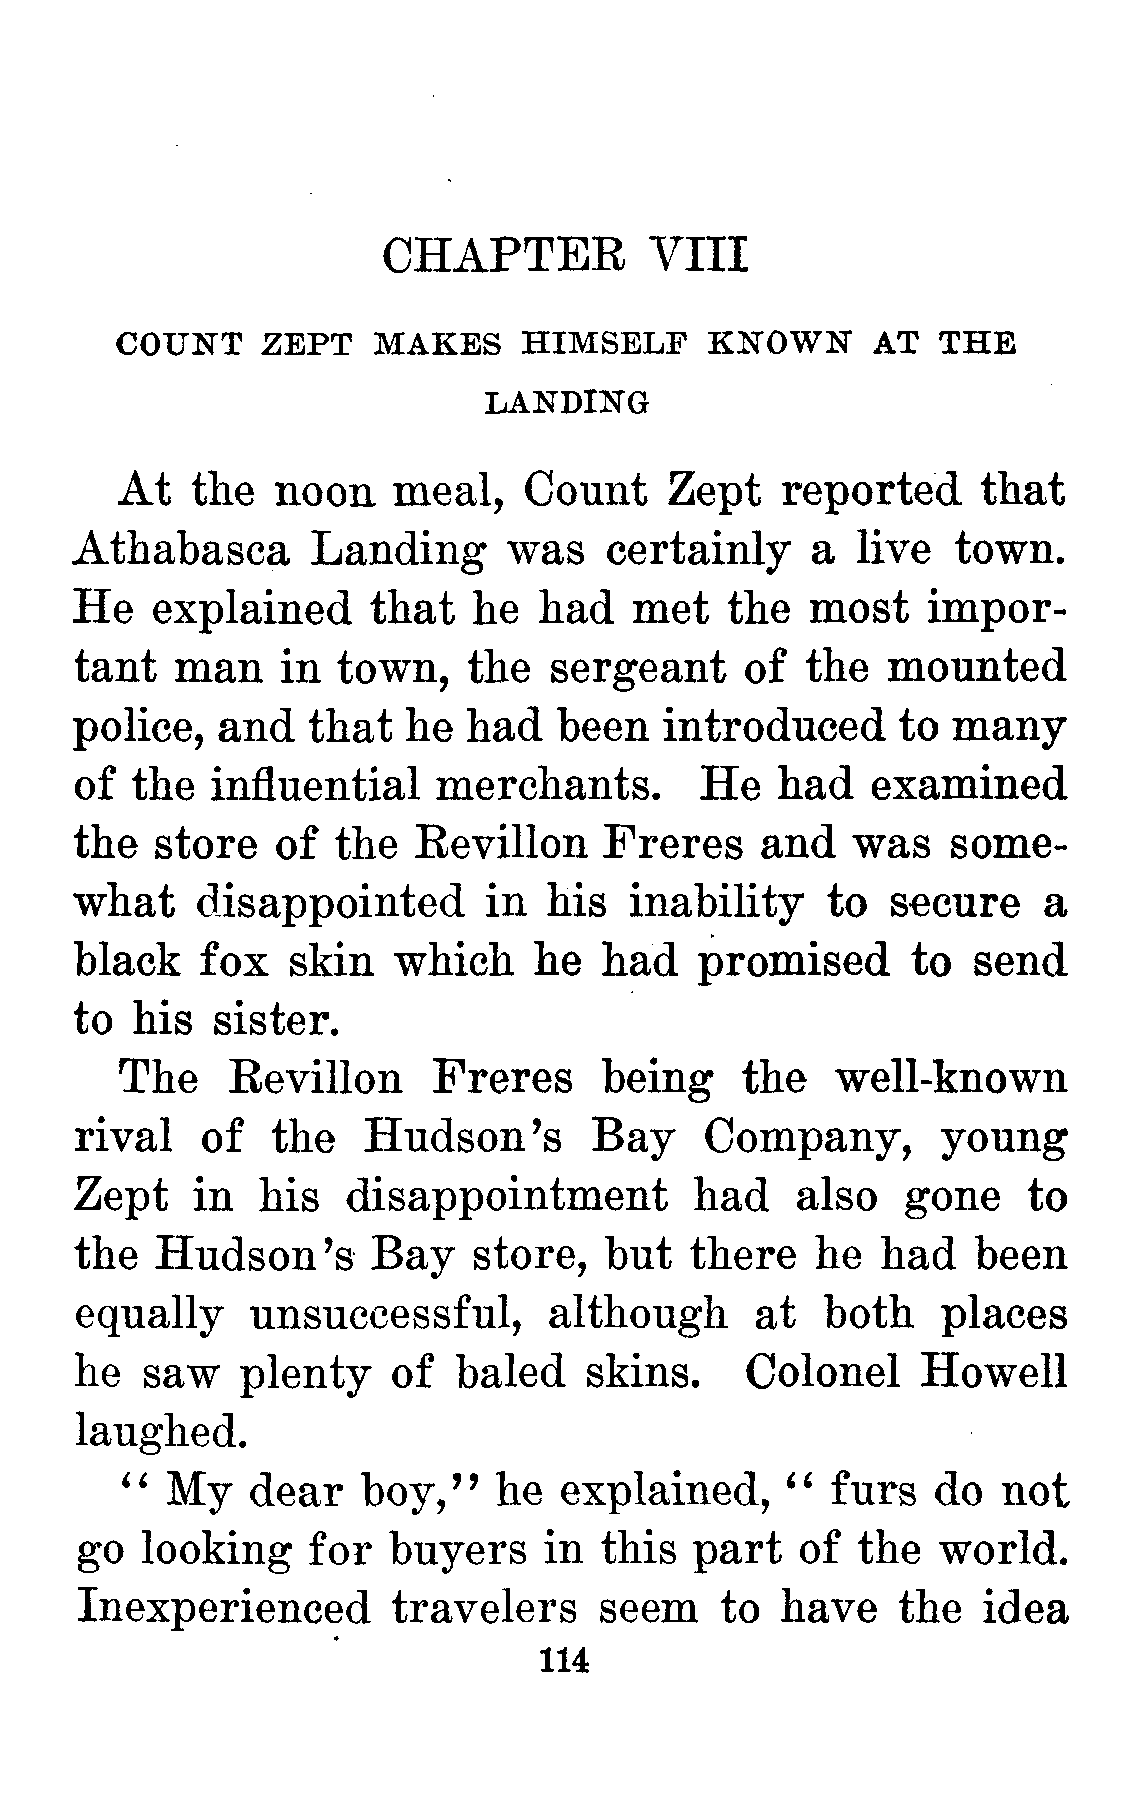 CHAPTER VIII
COUNT ZEPT MAKES HIMSELF KNOWN AT THE
LANDING
At the noon meal, Count Zept reported that
Athabasca Landing was certainly a live town.
He explained that he had met the most impor-
tant man in town, the sergeant of the mounted
police, and that he had been introduced to many
of the influential merchants. He had examined
the store of the Revillon Freres and was some-
what disappointed in his inability to secure a
black fox skin which he had promised to send
to his sister.
The Revillon Freres being the well-known
rival of the Hudson's Bay Company, young
Zept in his disappointment had also gone to
the Hudson's Bay store, but there he had been
equally unsuccessful, although at both places
he saw plenty of baled skins. Colonel Howell
laughed.
“ My dear boy,” he explained, “ furs do not
go looking for buyers in this part of the world.
Inexperienced travelers seem to have the idea
114